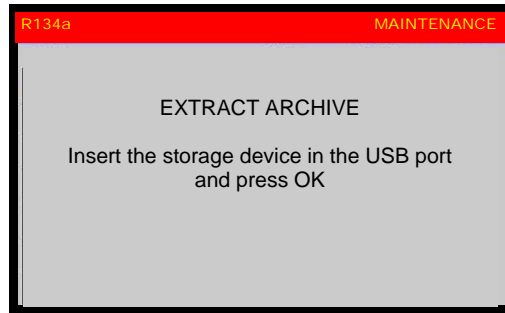 R134a MAINTENANCE
EXTRACT ARCHIVE
Insert the storage device in the USB port
and press OK